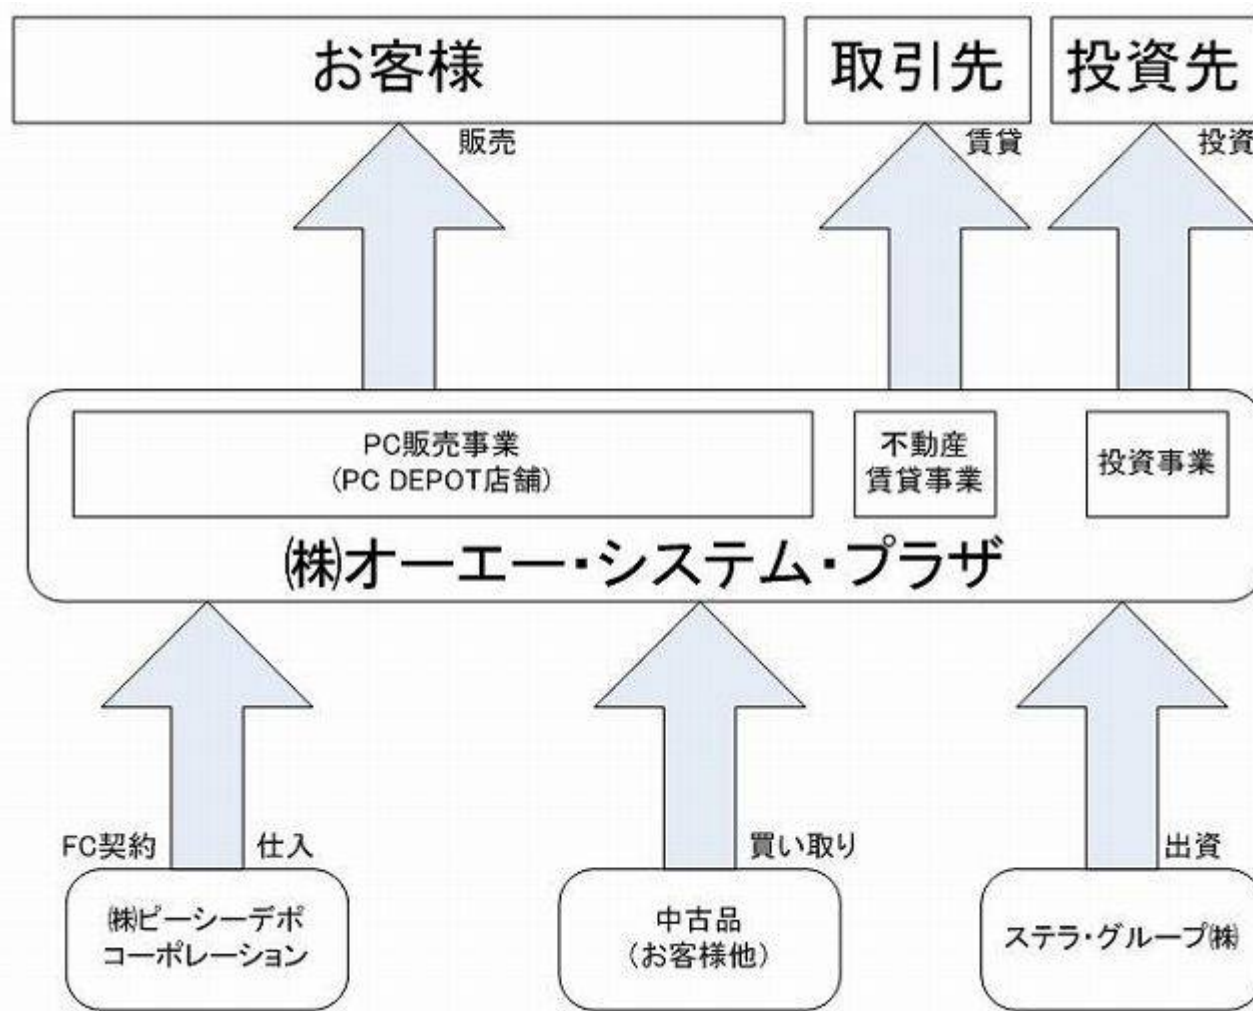 お客様
取引先
投資先
販売
賃貸
投資
PC販売事業
(PC DEPOT店舗)
不動産
賃貸事業
投資事業
㈱オーエー・システム・プラザ
FC契約
仕入
買い取り
出資
㈱ピーシーデポ
コーポレーション
中古品
(お客様他)
ステラ・グループ㈱